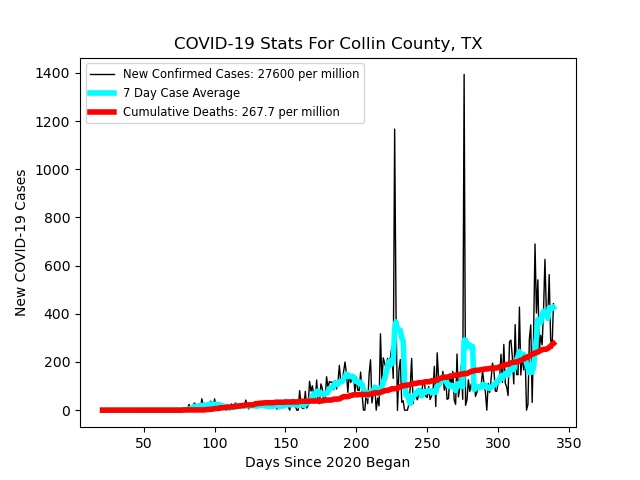 COVID-19 Stats For Collin County, TX
New Confirmed Cases: 27600 per million
7 Day Case Average
Cumulative Deaths: 267.7 per million
New COVID-19 Cases
1400
1200
1000
800
600
400
200
0
50 100 150 200 250 300 350
Days Since 2020 Began